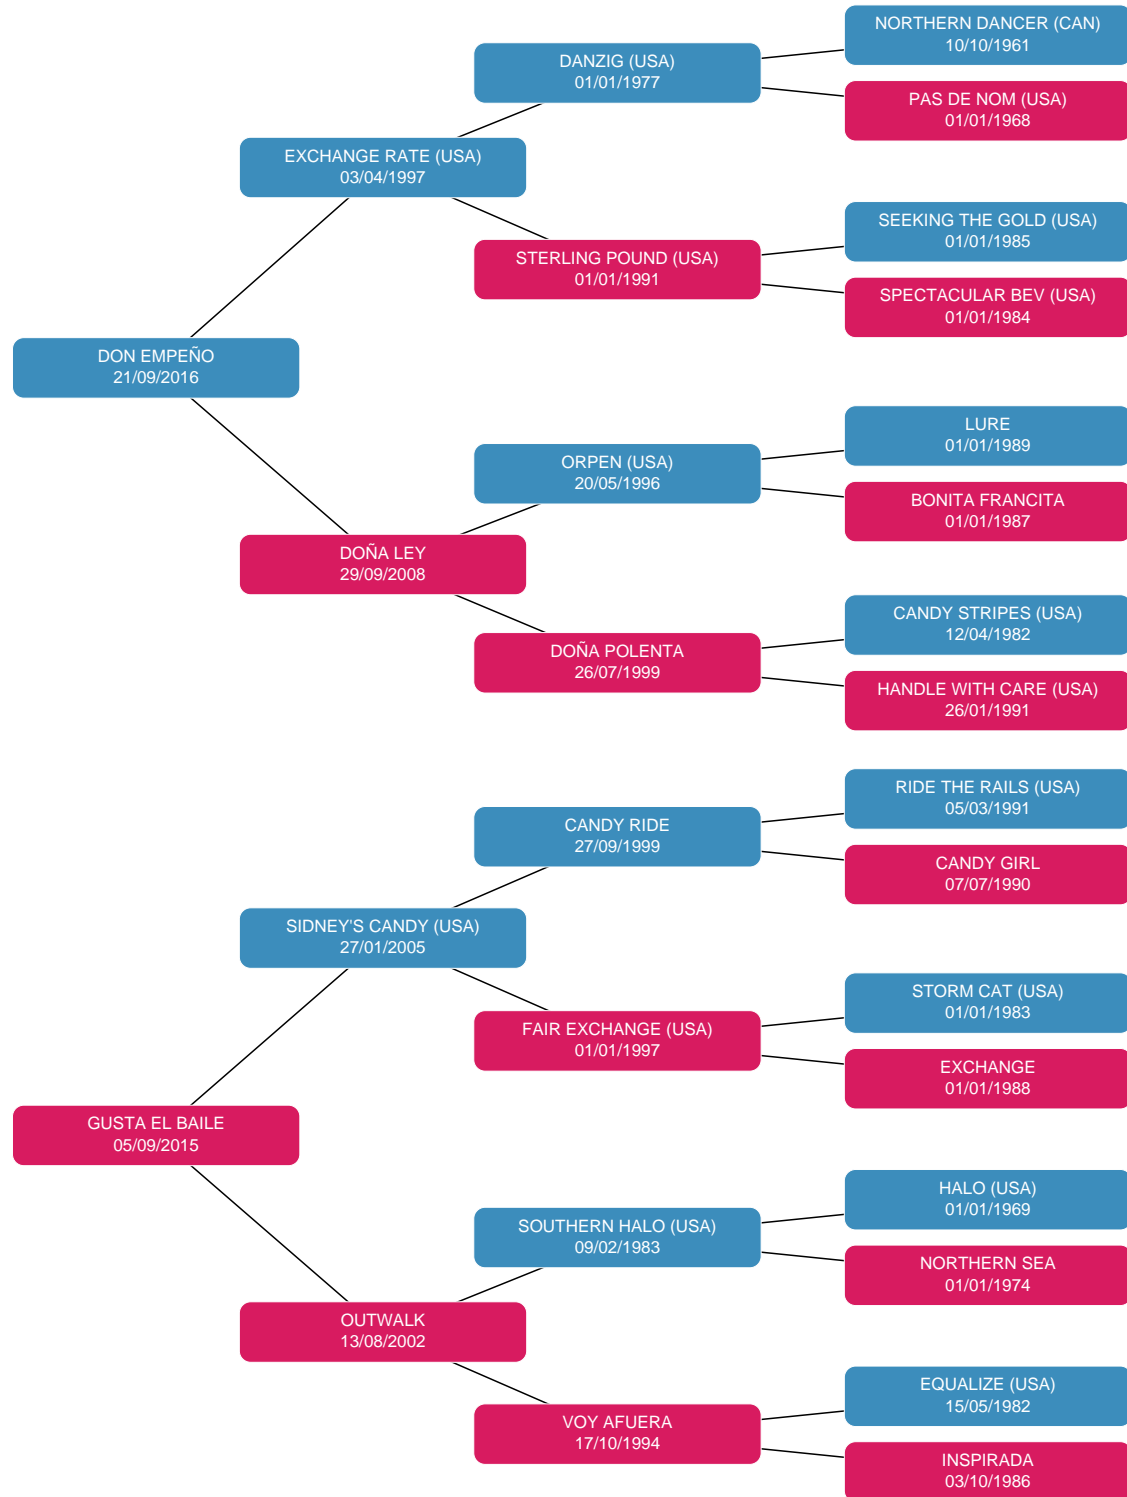 NORTHERN DANCER (CAN)
10/10/1961
DANZIG (USA)
01/01/1977
PAS DE NOM (USA)
01/01/1968
EXCHANGE RATE (USA)
03/04/1997
SEEKING THE GOLD (USA)
01/01/1985
STERLING POUND (USA)
01/01/1991
SPECTACULAR BEV (USA)
01/01/1984
DON EMPEÑO
21/09/2016
LURE
01/01/1989
ORPEN (USA)
20/05/1996
BONITA FRANCITA
01/01/1987
DOÑA LEY
29/09/2008
CANDY STRIPES (USA)
12/04/1982
DOÑA POLENTA
26/07/1999
HANDLE WITH CARE (USA)
26/01/1991
RIDE THE RAILS (USA)
05/03/1991
CANDY RIDE
27/09/1999
CANDY GIRL
07/07/1990
SIDNEY'S CANDY (USA)
27/01/2005
STORM CAT (USA)
01/01/1983
FAIR EXCHANGE (USA)
01/01/1997
EXCHANGE
01/01/1988
GUSTA EL BAILE
05/09/2015
HALO (USA)
01/01/1969
SOUTHERN HALO (USA)
09/02/1983
NORTHERN SEA
01/01/1974
OUTWALK
13/08/2002
EQUALIZE (USA)
15/05/1982
VOY AFUERA
17/10/1994
INSPIRADA
03/10/1986